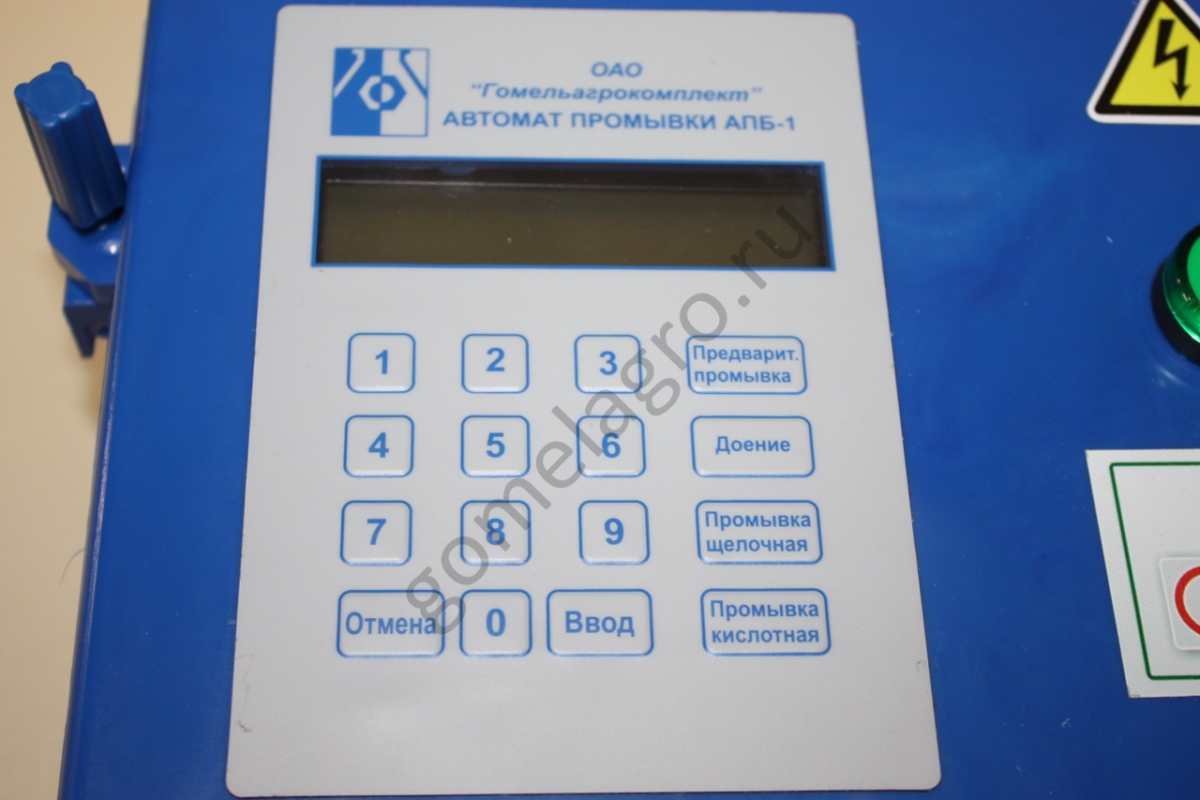 ОАО
"Гомельагрокомплект"
АВТОМАТ ПРОМЫВКИ АПБ-1
1 2 3 Предварит.
промывка
4 5 6 Доение
7 8 9 Промывка
щелочная
Отмена 0 Ввод Промывка
кислотная
gomelagro.ru